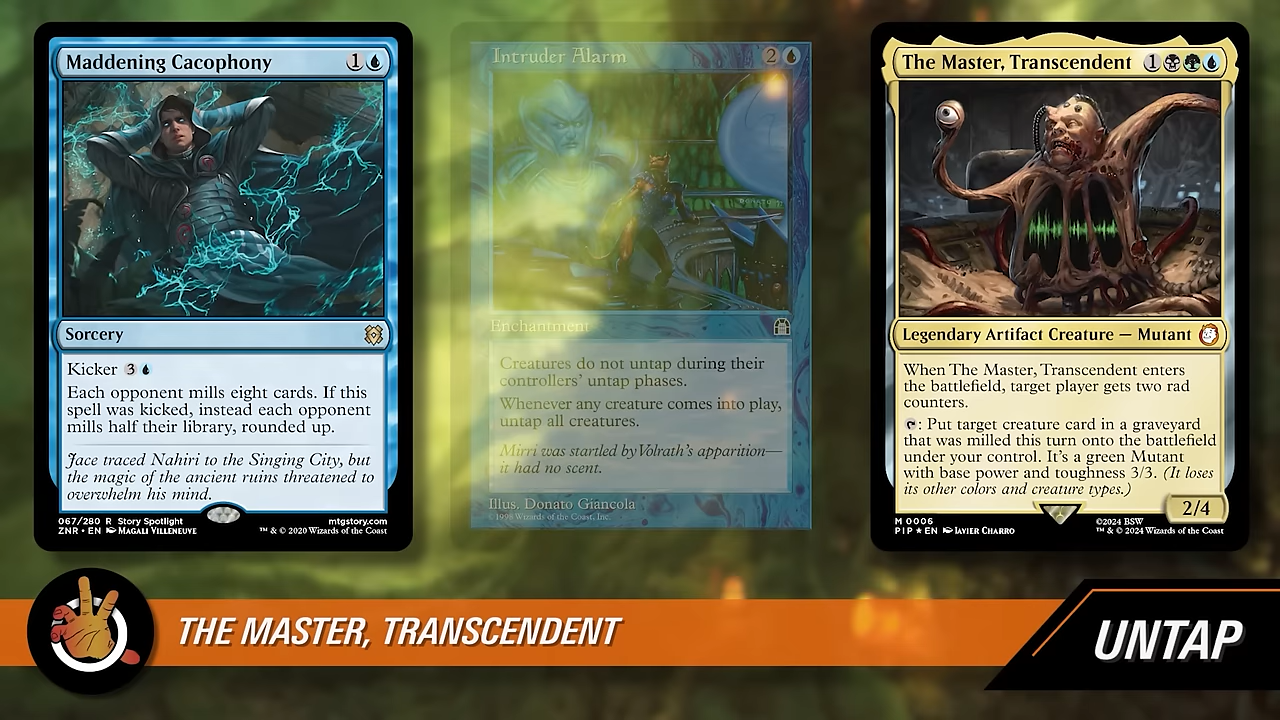 Maddening Cacophony 1
Sorcery
Kicker 3
Each opponent mills eight cards. If this
spell was kicked, instead each opponent
mills half their library, rounded up.
Jace traced Nahiri to the Singing City, but
the magic of the ancient ruins threatened to
overwhelm his mind.
067/280 R Story Spotlight mtgstory.com
ZNR • EN Magali Villeneuve ™ & © 2020 Wizards of the Coast
Intruder Alarm 2
Enchantment
Creatures do not untap during their
controllers' untap phases.
Whenever any creature comes into play,
untap all creatures.
Mirri was startled by Volrath's apparition—
it had no scent.
Illus. Donato Giancola
©1998 Wizards of the Coast, Inc.
The Master, Transcendent 1
Legendary Artifact Creature — Mutant
When The Master, Transcendent enters
the battlefield, target player gets two rad
counters.
: Put target creature card in a graveyard
that was milled this turn onto the battlefield
under your control. It's a green Mutant
with base power and toughness 3/3. (It loses
its other colors and creature types.)
2/4
M 0006 ©2024 BSW
PIP ★ EN Javier Charro ™ & © 2024 Wizards of the Coast
THE MASTER, TRANSCENDENT
UNTAP